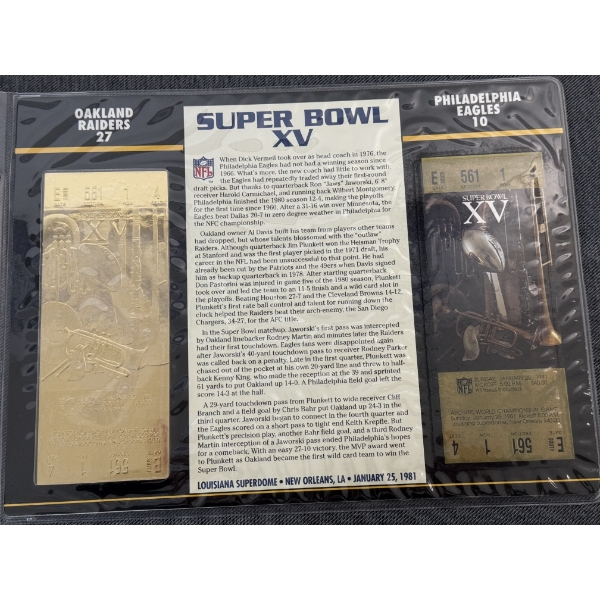 OAKLAND
RAIDERS
27
SUPER BOWL
XV
PHILADELPHIA
EAGLES
10
NFL
When Dick Vermeil took over as head coach in 1976, the
Philadelphia Eagles had not had a winning season since
1966. What's more, the new coach had little to work with
as the Eagles had repeatedly traded away their first-round
draft picks. But thanks to quarterback Ron "Jaws" Jaworski, 6'8"
receiver Harold Carmichael, and running back Wilbert Montgomery,
Philadelphia finished the 1980 season 12-4, making the playoffs
for the first time since 1960. After a 31-16 win over Minnesota, the
Eagles beat Dallas 20-7 in zero degree weather in Philadelphia for
the NFC championship.
Oakland owner Al Davis built his team from players other teams
had dropped, but whose talents blossomed with the "outlaw"
Raiders. Although quarterback Jim Plunkett won the Heisman Trophy
at Stanford and was the first player picked in the 1971 draft, his
career in the NFL had been unsuccessful to that point. He had
already been cut by the Patriots and the 49ers when Davis signed
him as backup quarterback in 1978. After starting quarterback
Don Pastorini was injured in game five of the 1980 season, Plunkett
took over and led the team to an 11-5 finish and a wild card slot in
the playoffs. Beating Houston 27-7 and the Cleveland Browns 14-12,
Plunkett's first rate ball control and talent for running down the
clock helped the Raiders beat their arch-enemy, the San Diego
Chargers, 34-27, for the AFC title.
In the Super Bowl matchup, Jaworski's first pass was intercepted
by Oakland linebacker Rodney Martin and minutes later the Raiders
had their first touchdown. Eagles fans were disappointed again
after Jaworski's 40-yard touchdown pass to receiver Rodney Parker
was called back on a penalty. Late in the first quarter, Plunkett was
chased out of the pocket at his own 20-yard line and threw to half-
back Kenny King, who made the reception at the 39 and sprinted
61 yards to put Oakland up 14-0. A Philadelphia field goal left the
score 14-3 at the half.
A 29-yard touchdown pass from Plunkett to wide receiver Cliff
Branch and a field goal by Chris Bahr put Oakland up 24-3 in the
third quarter. Jaworski began to connect in the fourth quarter and
the Eagles scored on a short pass to tight end Keith Krepfle. But
Plunkett's precision play, another Bahr field goal, and a third Rodney
Martin interception of a Jaworski pass ended Philadelphia's hopes
for a comeback. With an easy 27-10 victory, the MVP award went
to Plunkett as Oakland became the first wild card team to win the
Super Bowl.
LOUISIANA SUPERDOME • NEW ORLEANS, LA • JANUARY 25, 1981
561
XV
E9 561 1 4
SUPER BOWL
XV
NFL
4 1 561 E